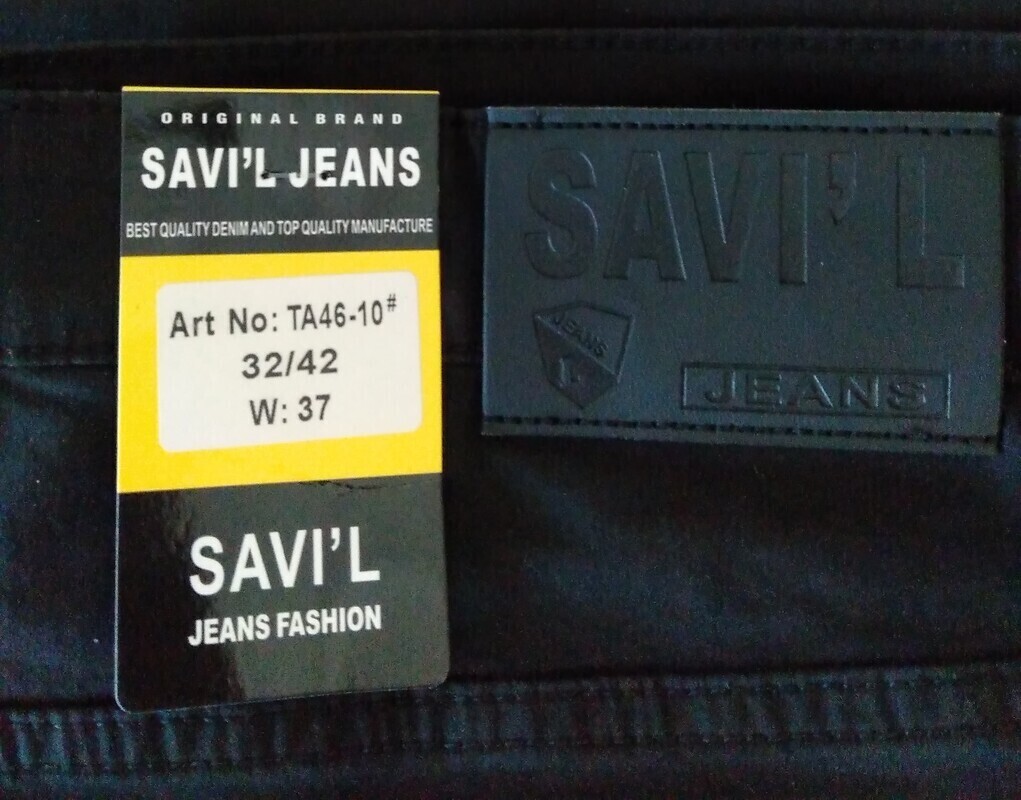 ORIGINAL BRAND
SAVI'L JEANS
BEST QUALITY DENIM AND TOP QUALITY MANUFACTURE
Art No: TA46-10#
32/42
W: 37
SAVI'L
JEANS FASHION
SAVI'L
JEANS
JEANS